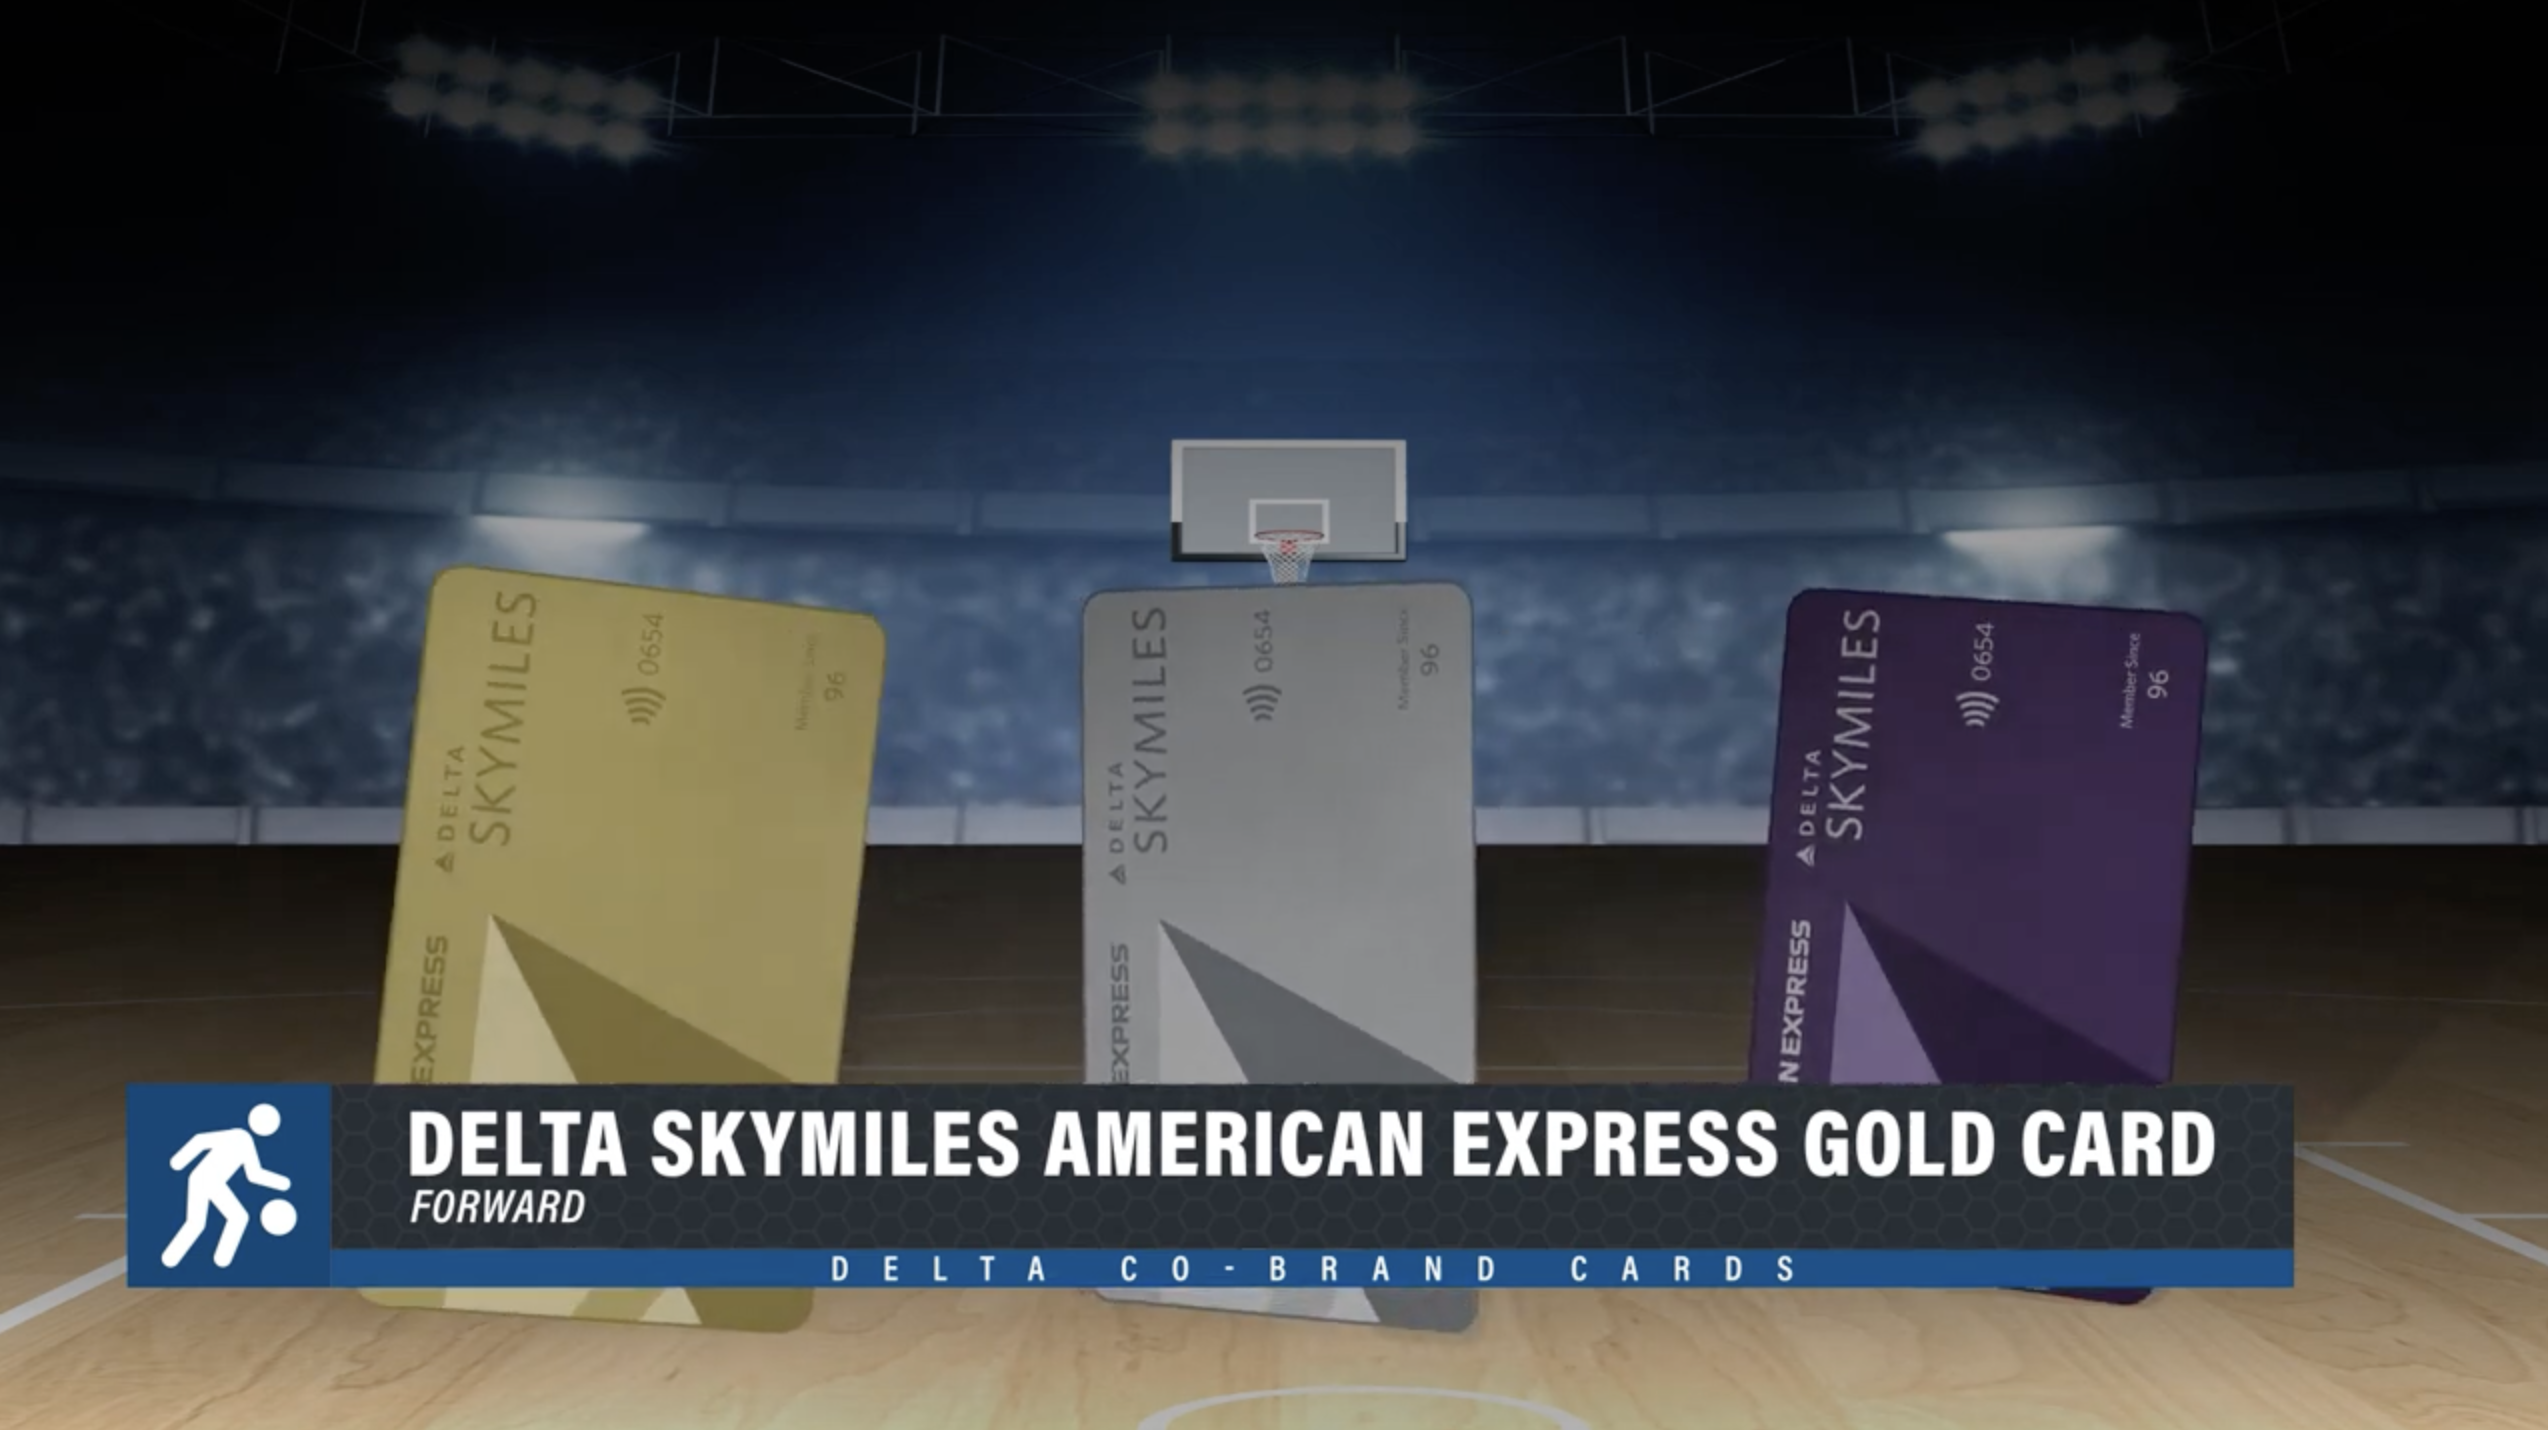 DELTA
SKYMILES
0654
Member Since
96
EXPRESS
DELTA
SKYMILES
0654
Member Since
96
EXPRESS
DELTA
SKYMILES
0654
Member Since
96
N EXPRESS
DELTA SKYMILES AMERICAN EXPRESS GOLD CARD
FORWARD
DELTA CO-BRAND CARDS